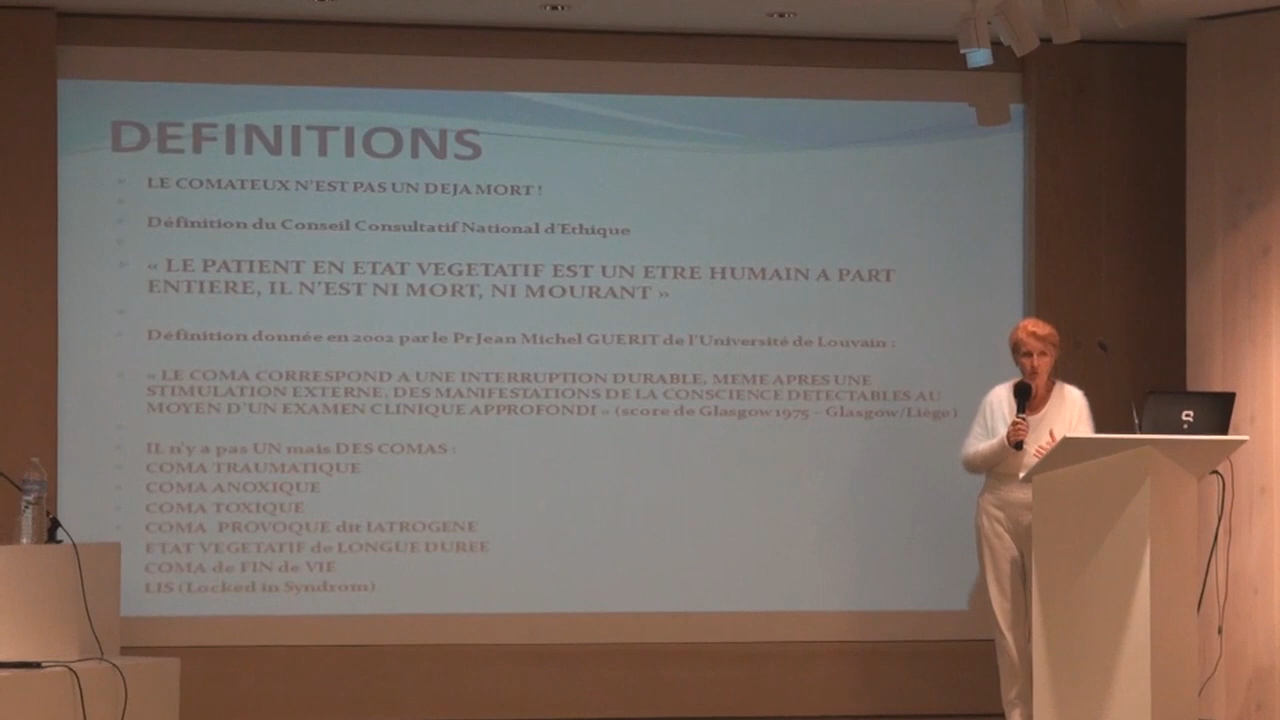 DEFINITIONS
LE COMATEUX N'EST PAS UN DEJA MORT !
Définition du Conseil Consultatif National d'Ethique
« LE PATIENT EN ETAT VEGETATIF EST UN ETRE HUMAIN A PART
ENTIERE, IL N'EST NI MORT, NI MOURANT »
Définition donnée en 2002 par le Pr Jean Michel GUERIT de l'Université de Louvain :
« LE COMA CORRESPOND A UNE INTERRUPTION DURABLE, MEME APRES UNE
STIMULATION EXTERNE, DES MANIFESTATIONS DE LA CONSCIENCE DETECTABLES AU
MOYEN D'UN EXAMEN CLINIQUE APPROFONDI » (score de Glasgow 1975 – Glasgow/Liège)
IL n'y a pas UN mais DES COMAS :
COMA TRAUMATIQUE
COMA ANOXIQUE
COMA TOXIQUE
COMA PROVOQUE dit IATROGENE
ETAT VEGETATIF de LONGUE DUREE
COMA de FIN de VIE
LIS (Locked in Syndrom)